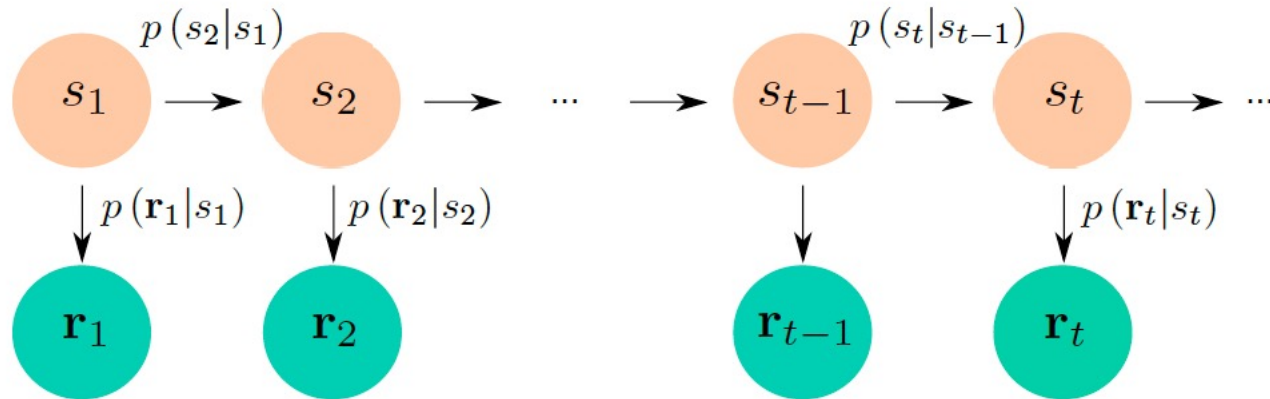 p (s₂|s₁) p (sₜ|sₜ₋₁)
s₁ s₂ ... sₜ₋₁ sₜ ...
p (𝐫₁|s₁) p (𝐫₂|s₂) p (𝐫ₜ|sₜ)
𝐫₁ 𝐫₂ 𝐫ₜ₋₁ 𝐫ₜ